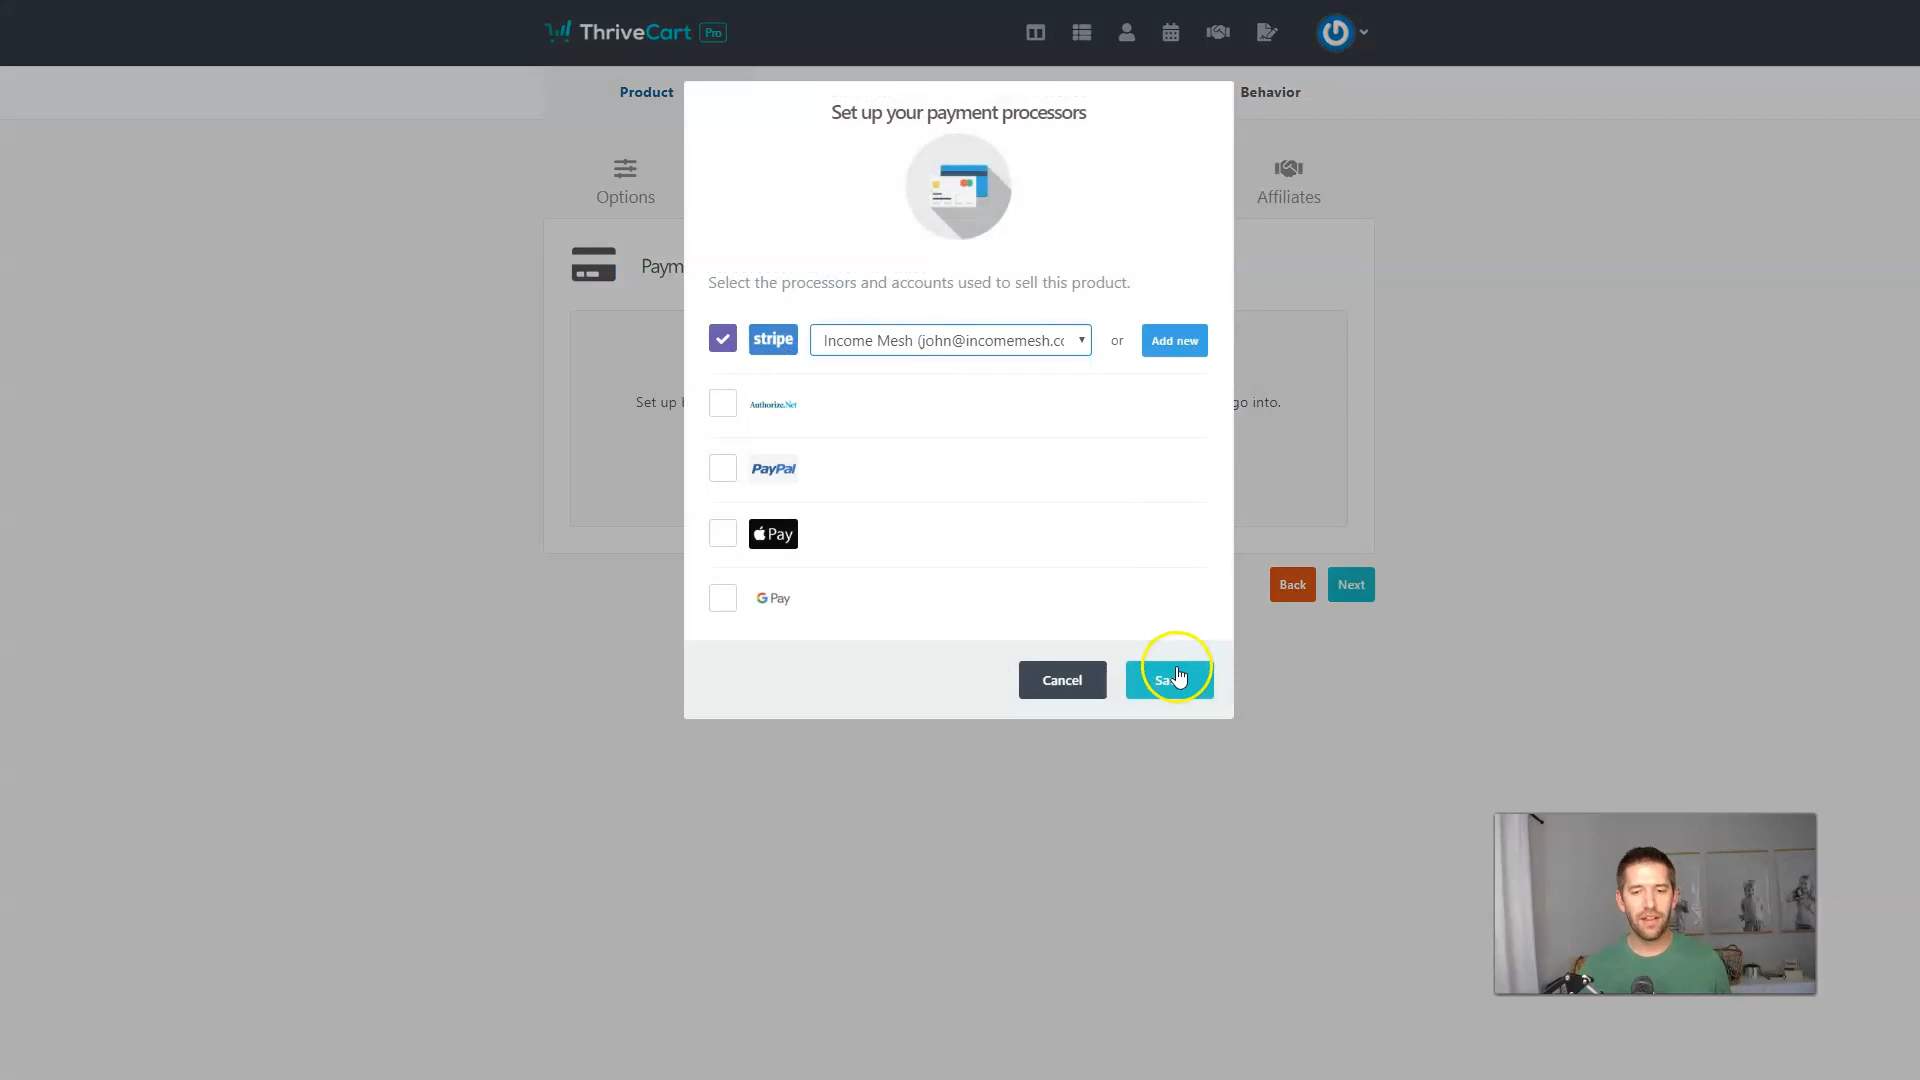 ThriveCart Pro
Product
Behavior
Set up your payment processors
Options
Affiliates
Select the processors and accounts used to sell this product.
stripe
Income Mesh (john@incomemesh.cc
or
Add new
Set up
go into.
Authorize.Net
PayPal
Pay
G Pay
Back
Next
Cancel